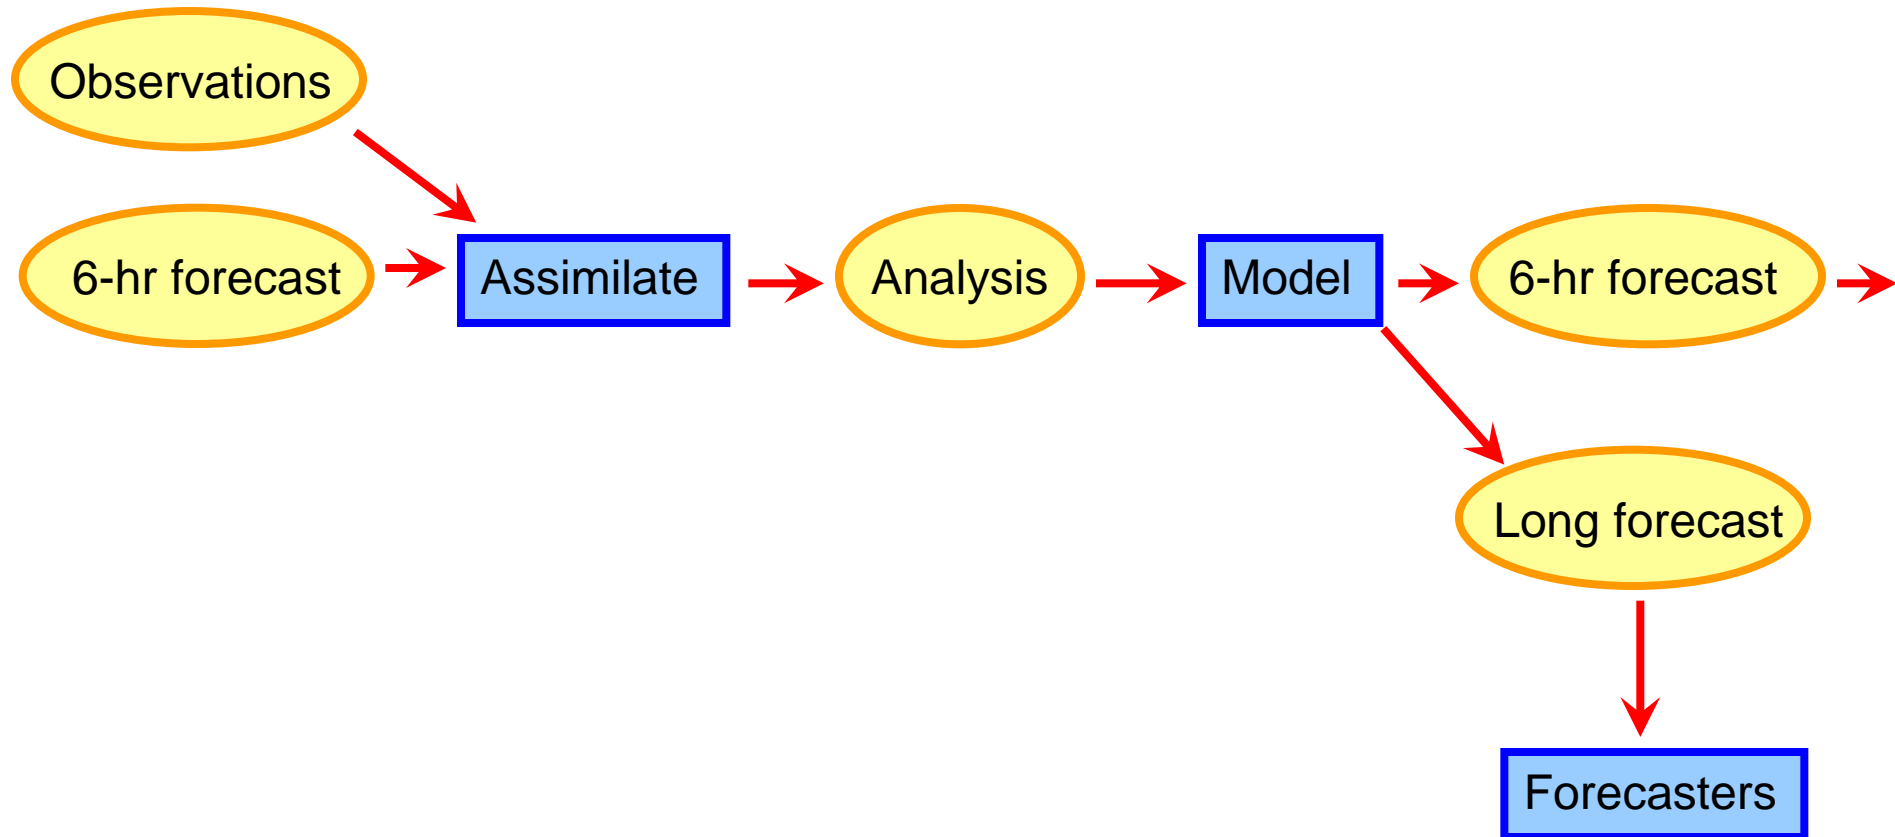 Observations
6-hr forecast
Assimilate
Analysis
Model
6-hr forecast
Long forecast
Forecasters